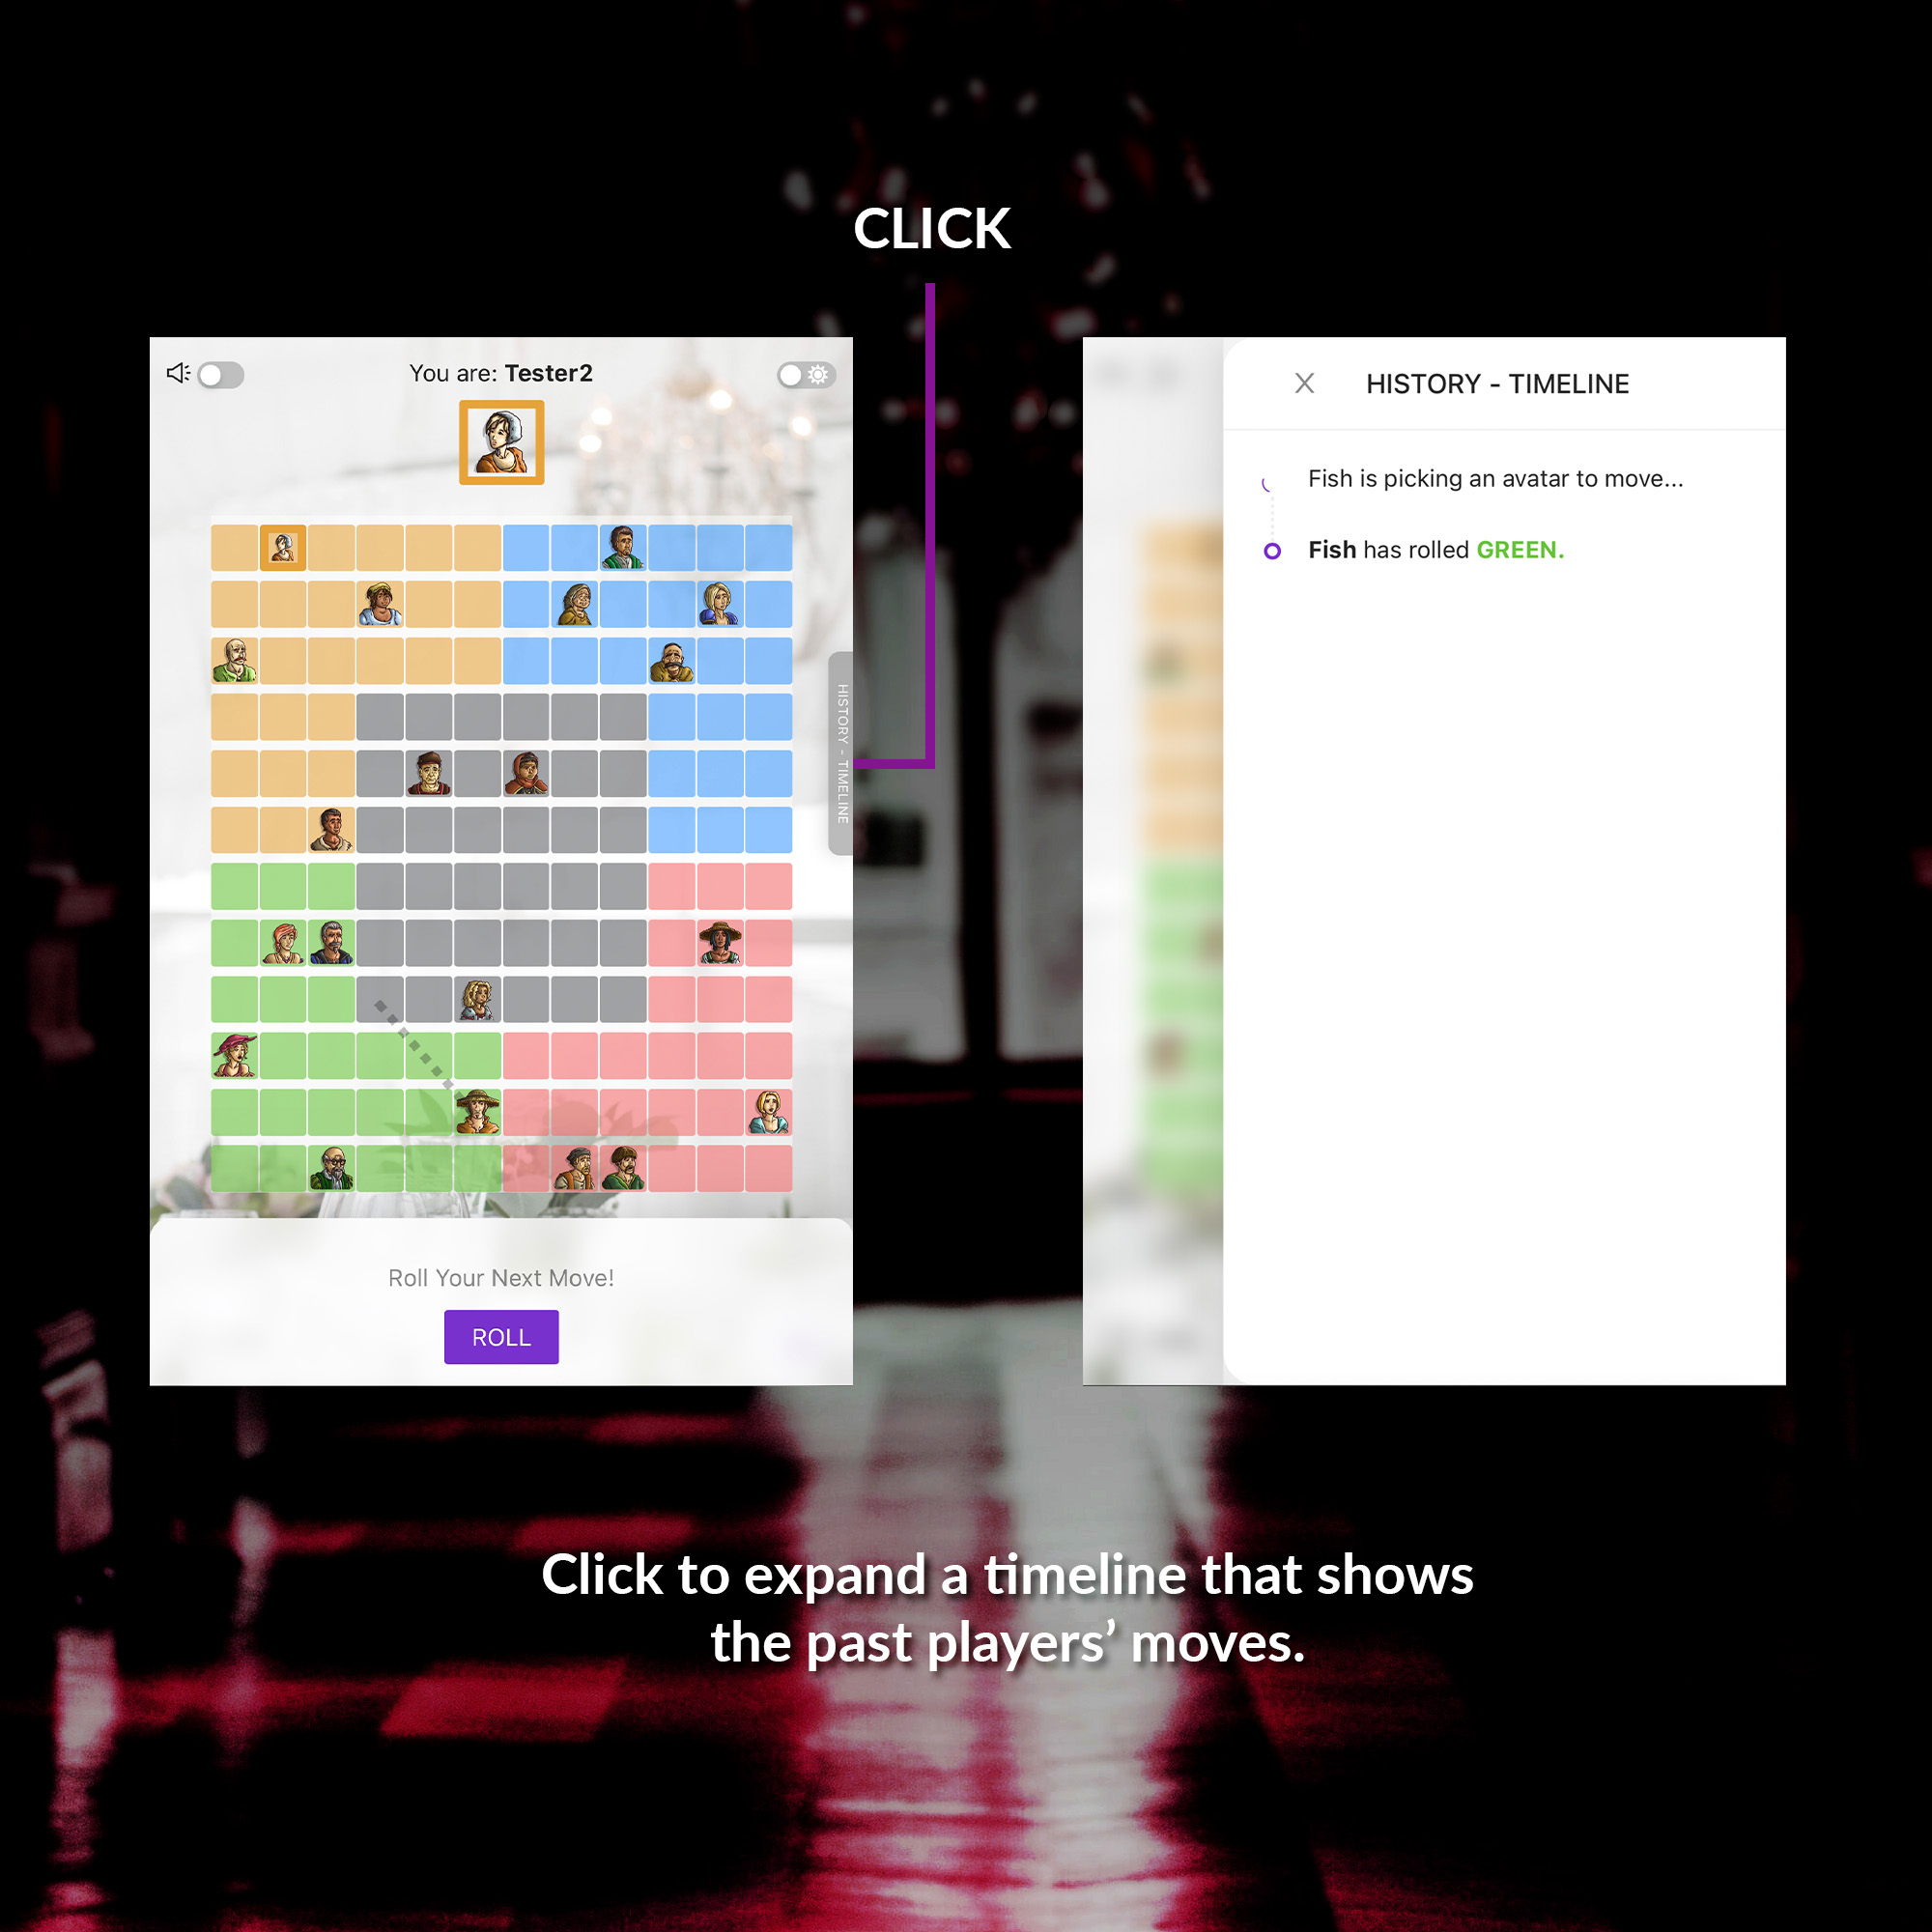 CLICK
You are: Tester2
HISTORY - TIMELINE
Roll Your Next Move!
ROLL
HISTORY - TIMELINE
Fish is picking an avatar to move...
Fish has rolled GREEN.
Click to expand a timeline that shows
the past players’ moves.